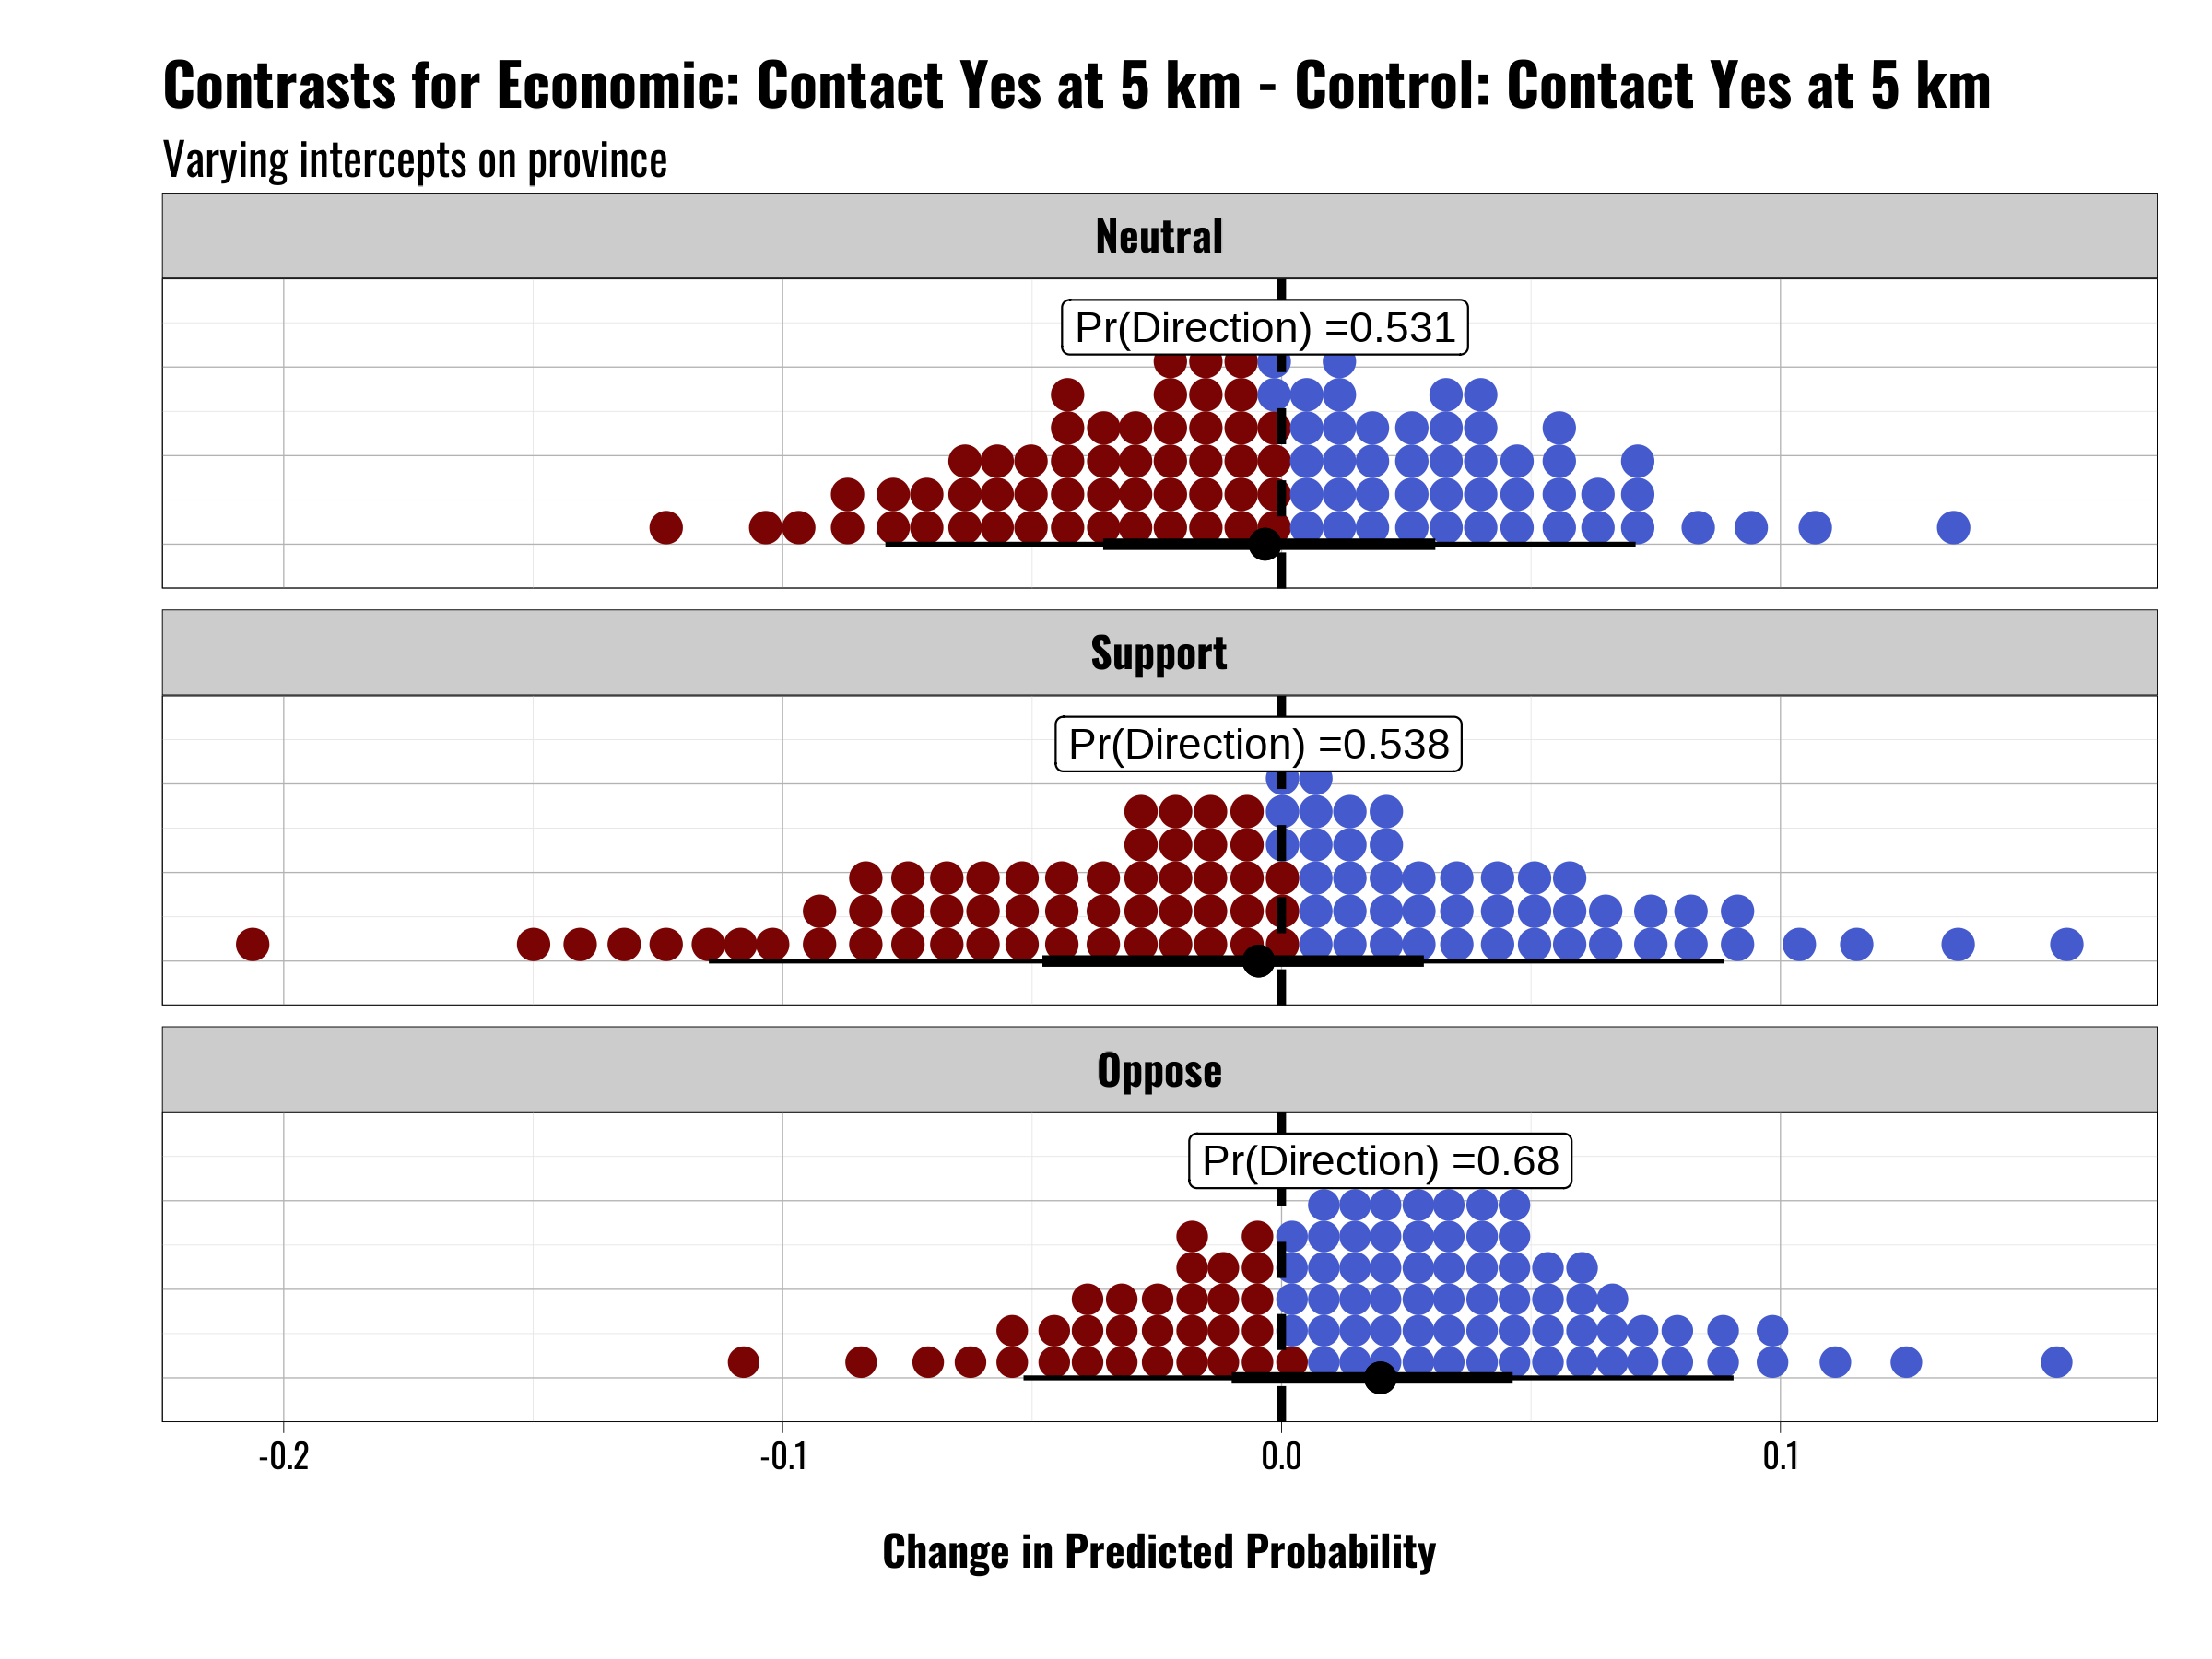 Contrasts for Economic: Contact Yes at 5 km - Control: Contact Yes at 5 km
Varying intercepts on province
Neutral
Pr(Direction) =0.531
Support
Pr(Direction) =0.538
Oppose
Pr(Direction) =0.68
-0.2 -0.1 0.0 0.1
Change in Predicted Probability